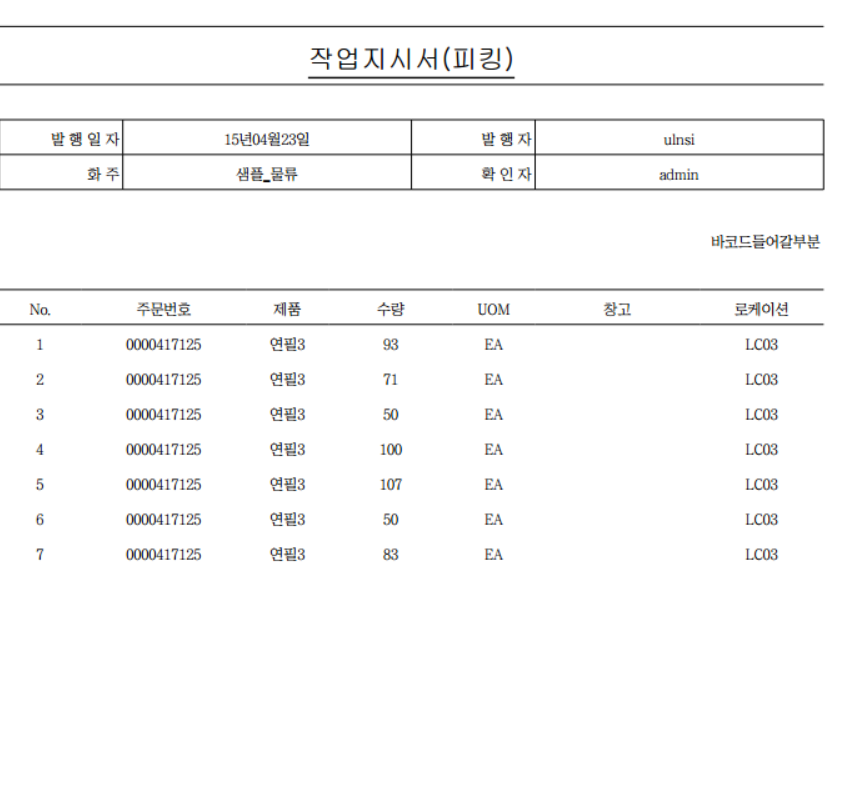 작업지시서(피킹)
발 행 일 자 15년04월23일 발 행 자 ulnsi
화 주 샘플_물류 확 인 자 admin
바코드들어갈부분
No. 주문번호 제품 수량 UOM 창고 로케이션
1 0000417125 연필3 93 EA LC03
2 0000417125 연필3 71 EA LC03
3 0000417125 연필3 50 EA LC03
4 0000417125 연필3 100 EA LC03
5 0000417125 연필3 107 EA LC03
6 0000417125 연필3 50 EA LC03
7 0000417125 연필3 83 EA LC03